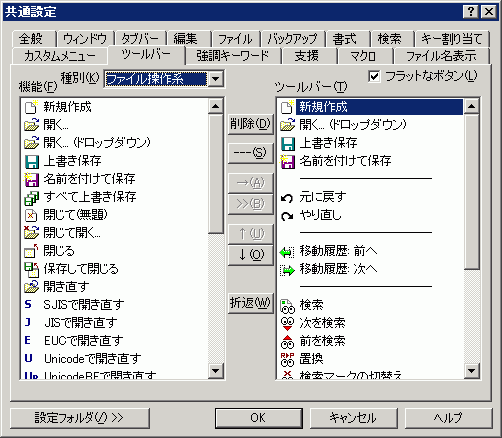 共通設定
全般 ウィンドウ タブバー 編集 ファイル バックアップ 書式 検索 キー割り当て
カスタムメニュー ツールバー 強調キーワード 支援 マクロ ファイル名表示
種別(K) ファイル操作系
フラットなボタン(L)
機能(F)
新規作成
開く...
開く... (ドロップダウン)
上書き保存
名前を付けて保存
すべて上書き保存
閉じて(無題)
閉じて開く...
閉じる
保存して閉じる
開き直す
S SJISで開き直す
J JISで開き直す
E EUCで開き直す
U Unicodeで開き直す
UnicodeBEで開き直す
削除(D)
---(S)
→(A)
>>(B)
↑(U)
↓(O)
折返(W)
ツールバー(T)
新規作成
開く... (ドロップダウン)
上書き保存
名前を付けて保存
元に戻す
やり直し
移動履歴: 前へ
移動履歴: 次へ
検索
次を検索
前を検索
置換
検索マークの切替え
設定フォルダ(/) >>
OK
キャンセル
ヘルプ